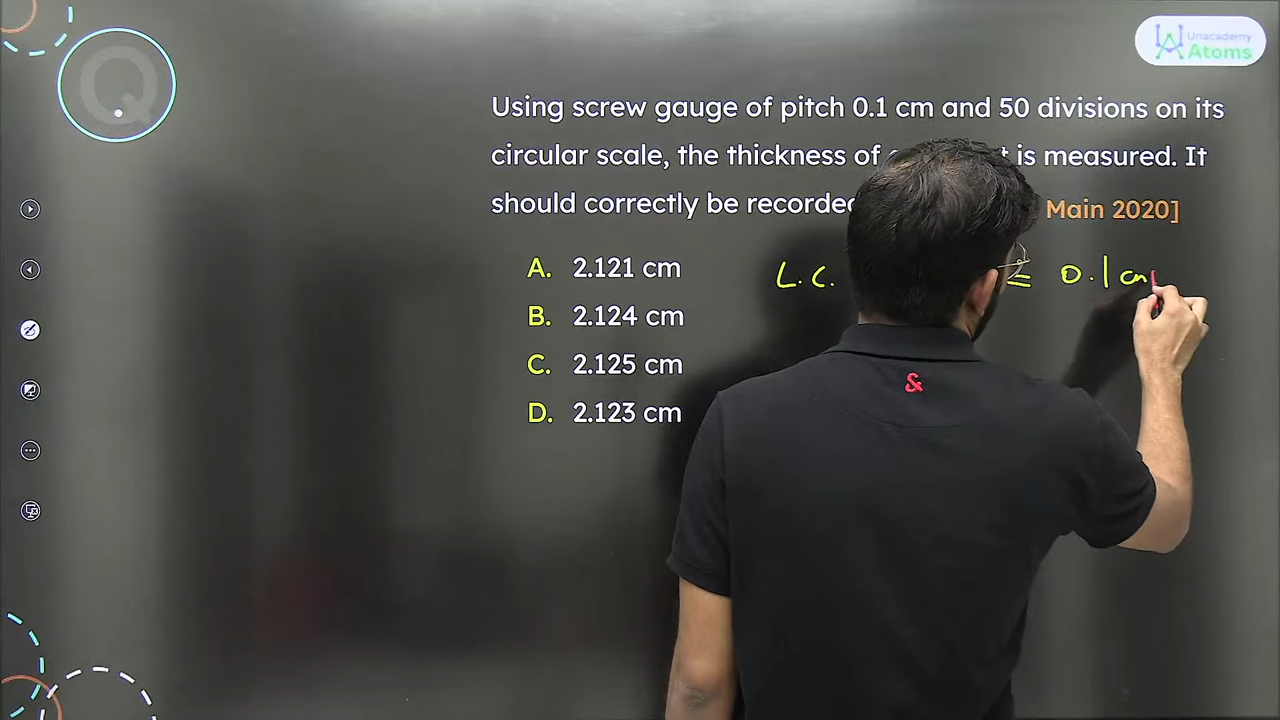 Unacademy
Atoms
Q
Using screw gauge of pitch 0.1 cm and 50 divisions on its
circular scale, the thickness of is measured. It
should correctly be recorded Main 2020]
A. 2.121 cm
L.C. = 0.1 cm
B. 2.124 cm
C. 2.125 cm
D. 2.123 cm
&